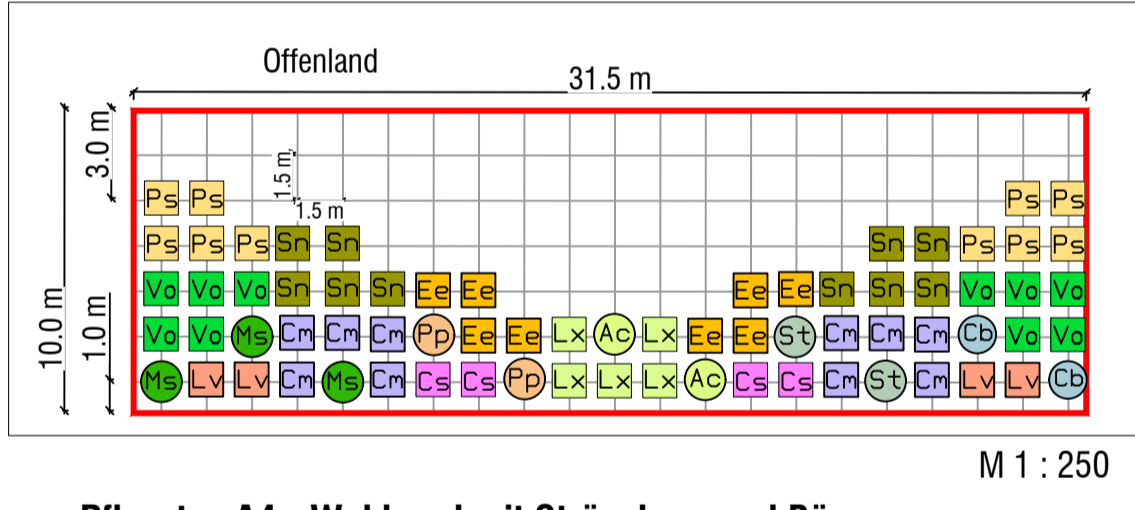 Offenland
31.5 m
3.0 m
1.5 m
1.5 m
10.0 m
1.0 m
Ps Ps Ps Ps
Ps Ps Ps Sn Sn Sn Sn Ps Ps Ps
Vo Vo Vo Sn Sn Sn Ee Ee Ee Ee Sn Sn Sn Vo Vo Vo
Vo Vo Ms Cm Cm Cm Pp Ee Ee Lx Ac Lx Ee Ee St Cm Cm Cm Cb Vo Vo
Ms Lv Lv Cm Ms Cm Cs Cs Pp Lx Lx Lx Ac Cs Cs Cm St Cm Lv Lv Cb
M 1 : 250